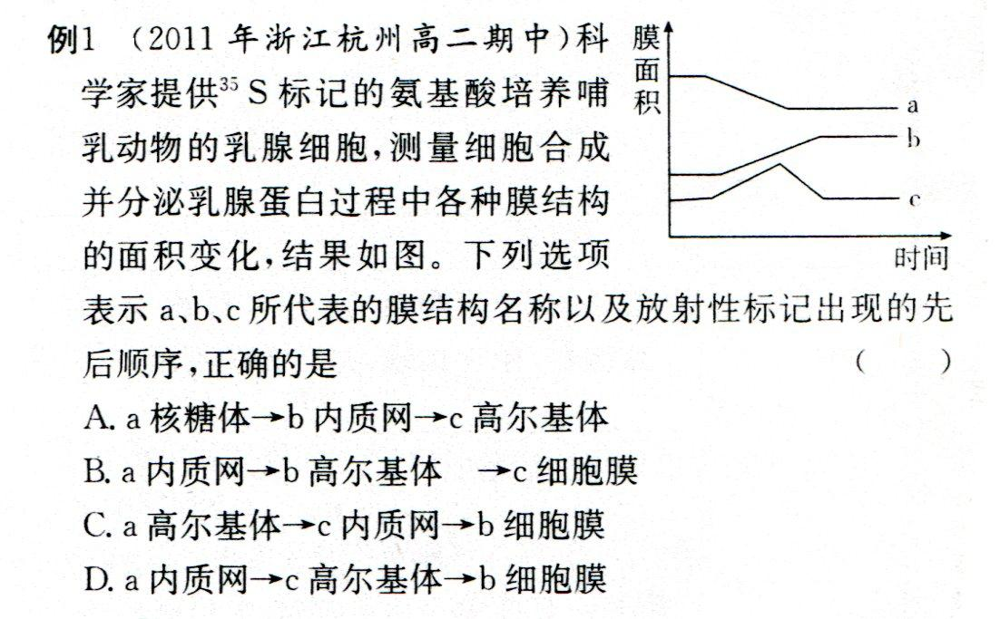 例1 （2011 年浙江杭州高二期中）科
学家提供³⁵S 标记的氨基酸培养哺
乳动物的乳腺细胞，测量细胞合成
并分泌乳腺蛋白过程中各种膜结构
的面积变化，结果如图。下列选项
膜面积
a
b
c
时间
表示 a、b、c 所代表的膜结构名称以及放射性标记出现的先
后顺序，正确的是 （ ）
A. a 核糖体→b 内质网→c 高尔基体
B. a 内质网→b 高尔基体 →c 细胞膜
C. a 高尔基体→c 内质网→b 细胞膜
D. a 内质网→c 高尔基体→b 细胞膜